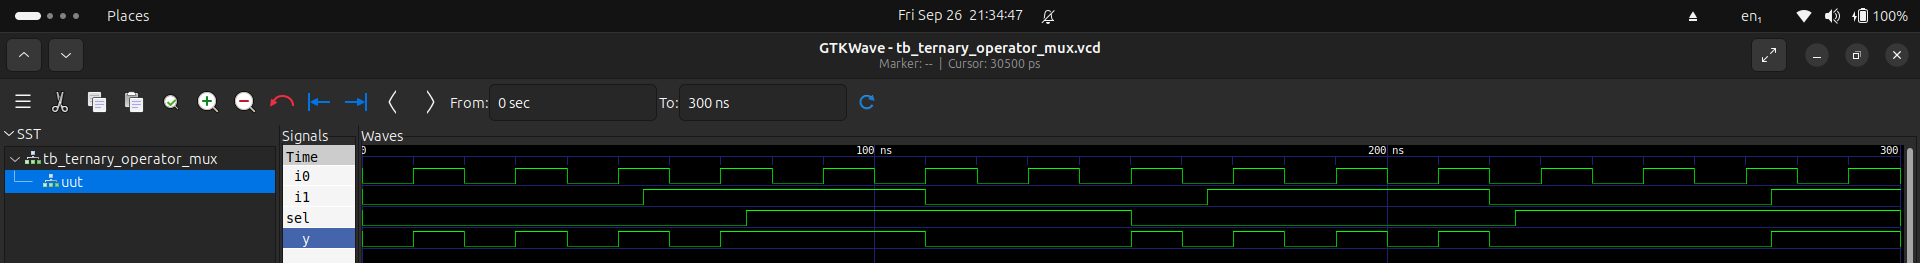 Places
Fri Sep 26 21:34:47
en₁
100%
GTKWave - tb_ternary_operator_mux.vcd
Marker: -- | Cursor: 30500 ps
From: 0 sec
To: 300 ns
SST
Signals
Waves
tb_ternary_operator_mux
uut
Time
0
100 ns
200 ns
300
i0
i1
sel
y